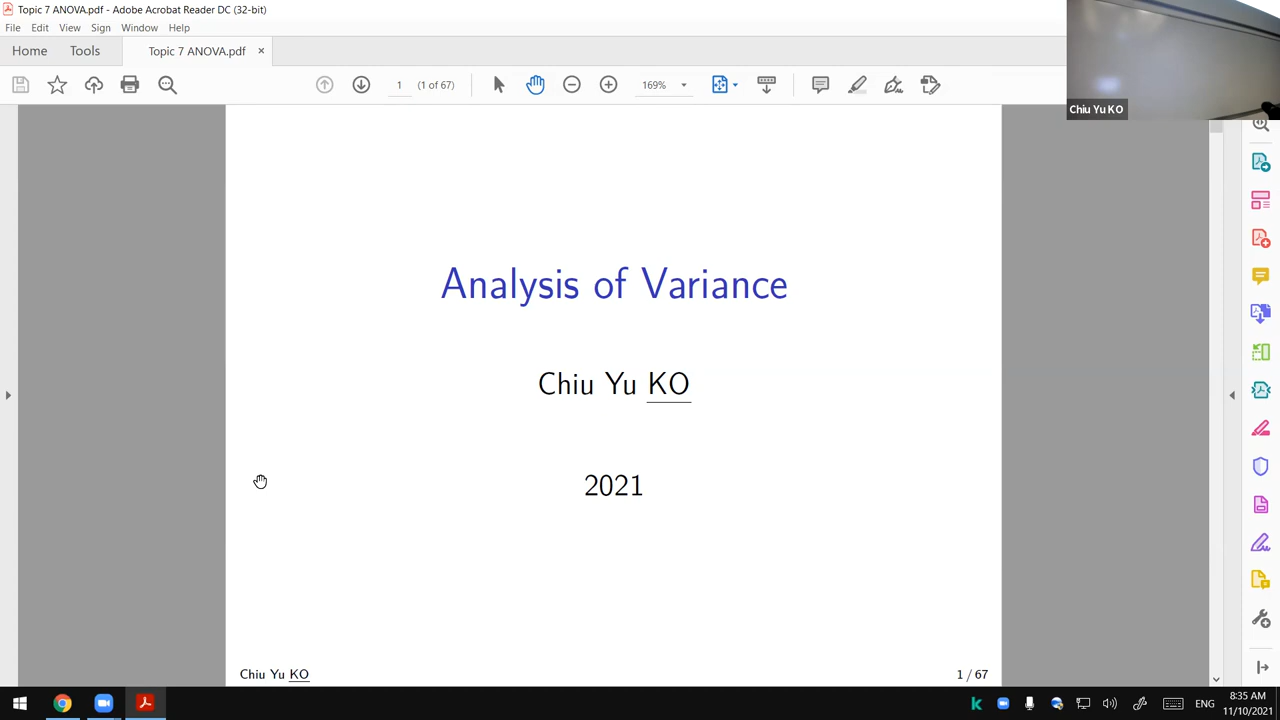 Topic 7 ANOVA.pdf - Adobe Acrobat Reader DC (32-bit)
File Edit View Sign Window Help
Home Tools Topic 7 ANOVA.pdf ×
1 (1 of 67) 169%
Chiu Yu KO
Analysis of Variance
Chiu Yu KO
2021
Chiu Yu KO 1 / 67
ENG 8:35 AM
11/10/2021